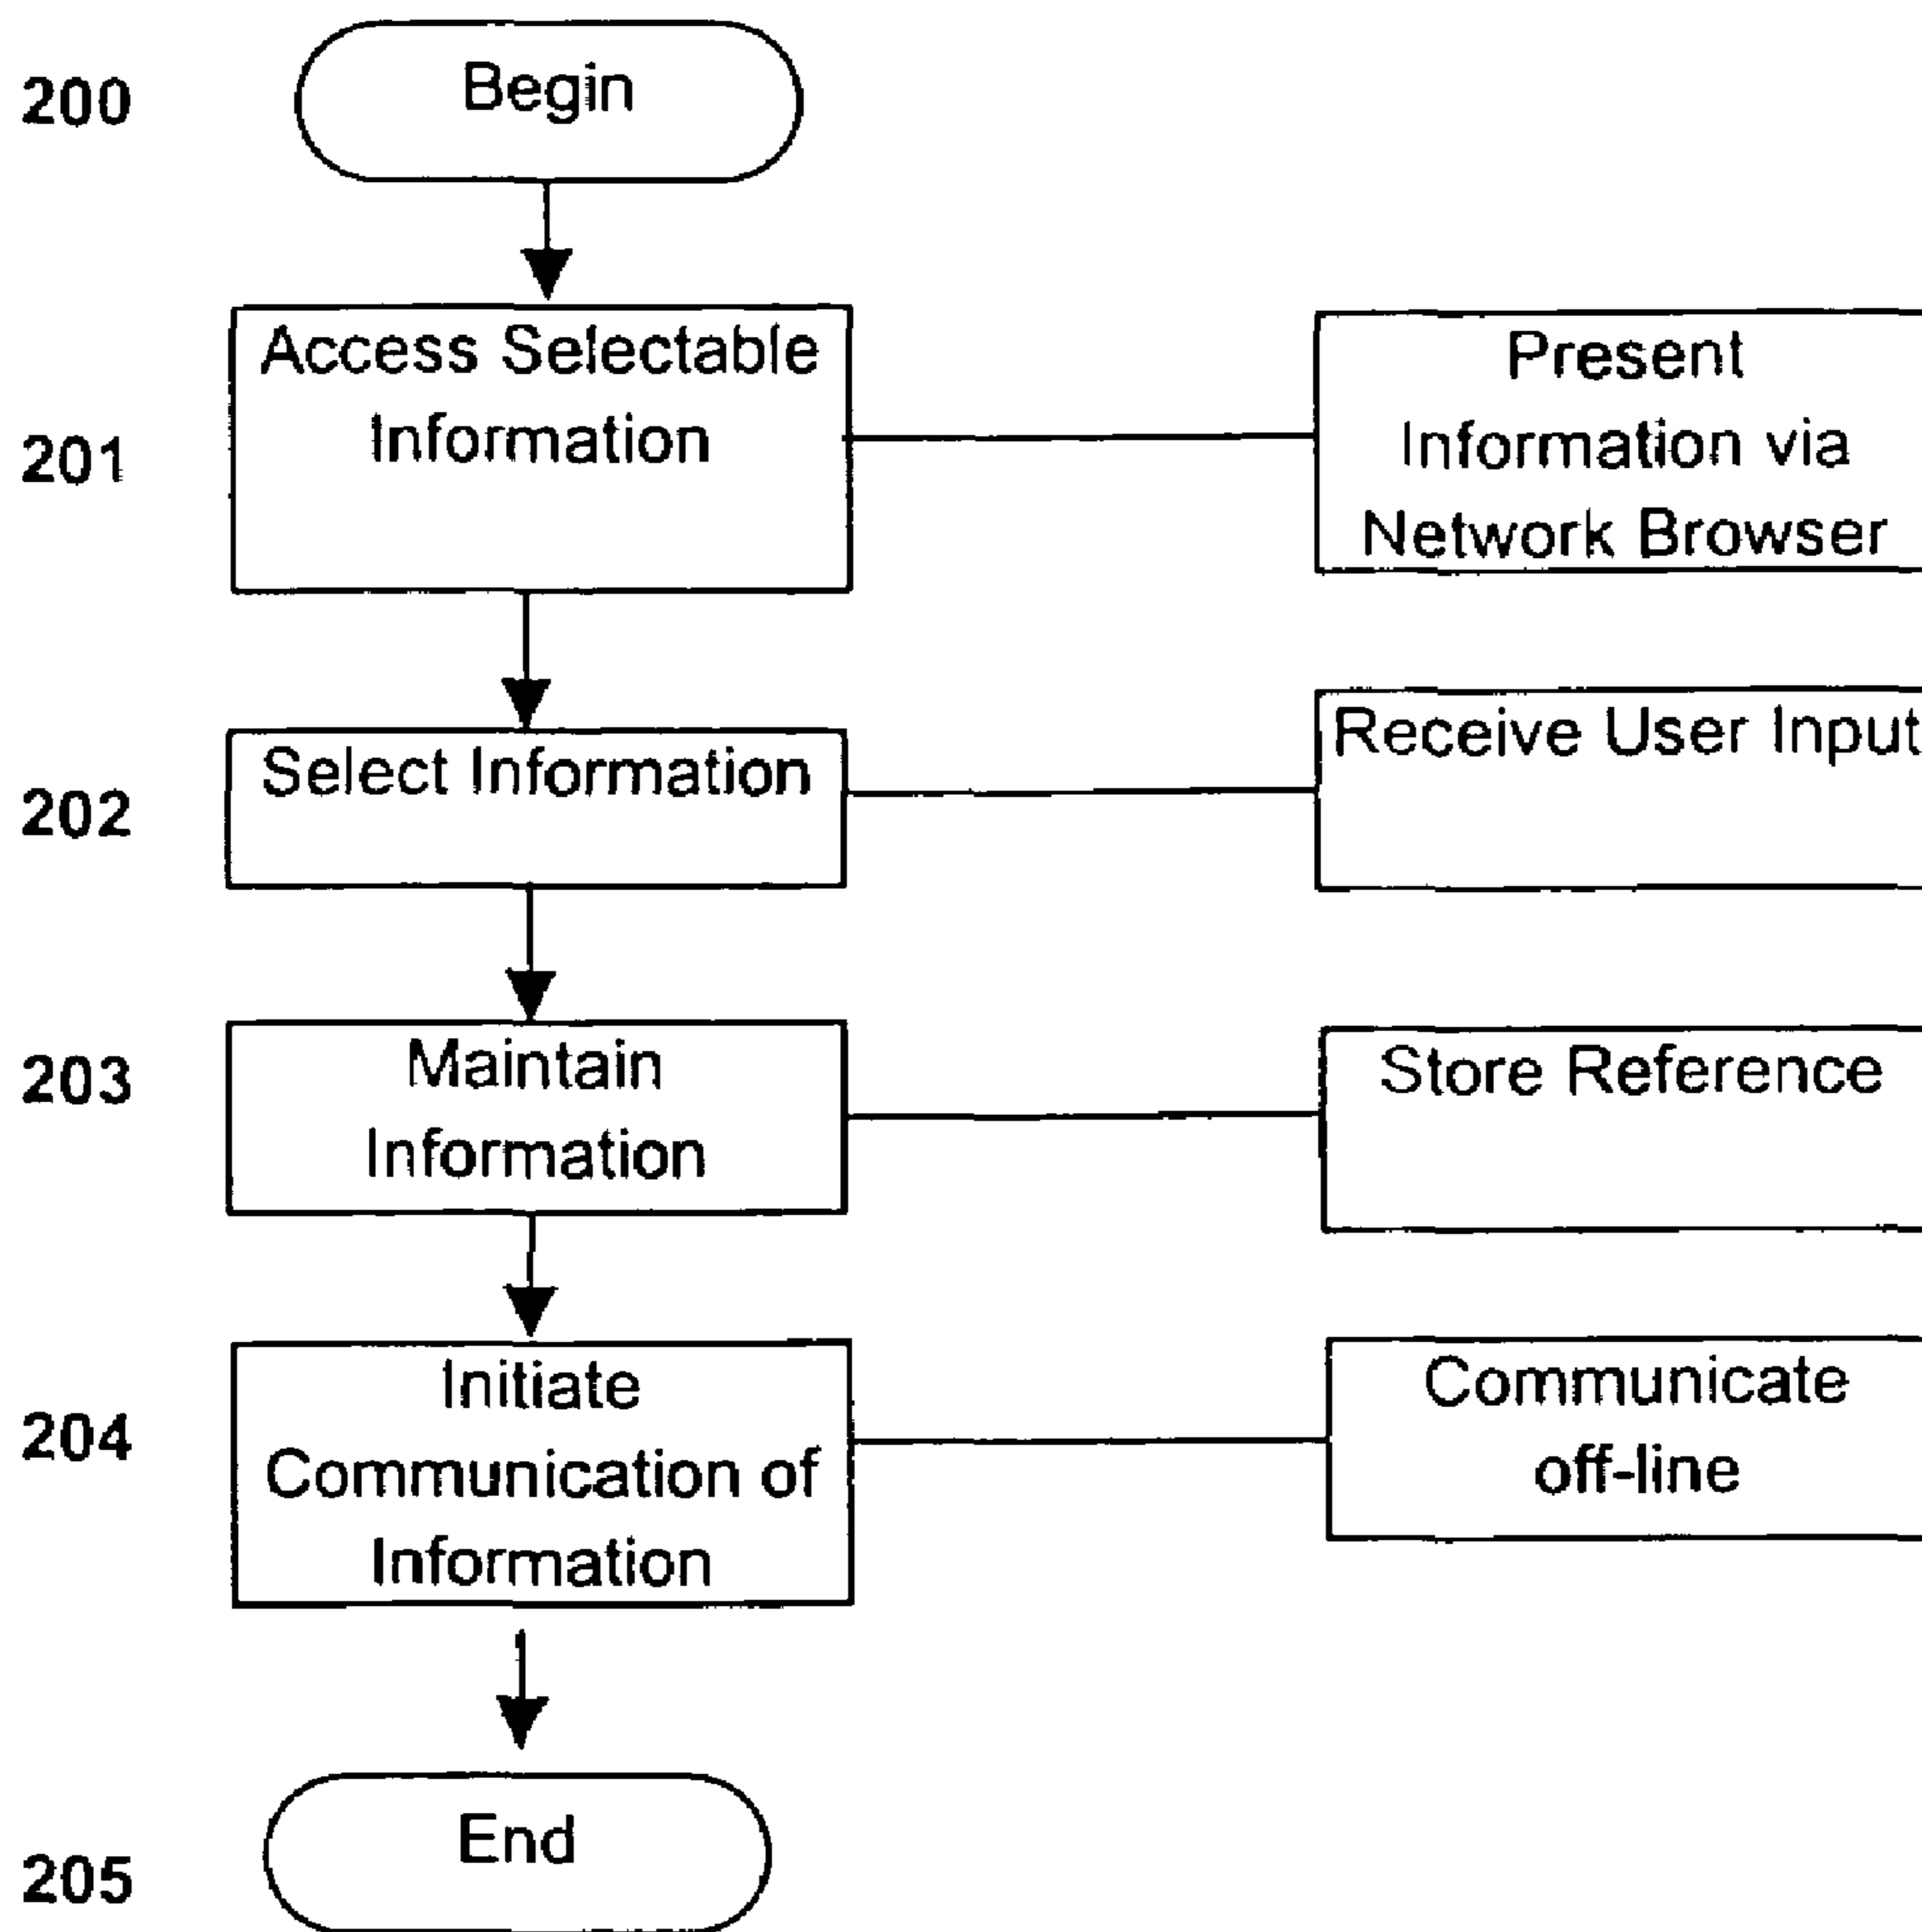 200
Begin
201
Access Selectable
Information
Present
Information via
Network Browser
202
Select Information
Receive User Input
203
Maintain
Information
Store Reference
204
Initiate
Communication of
Information
Communicate
off-line
205
End